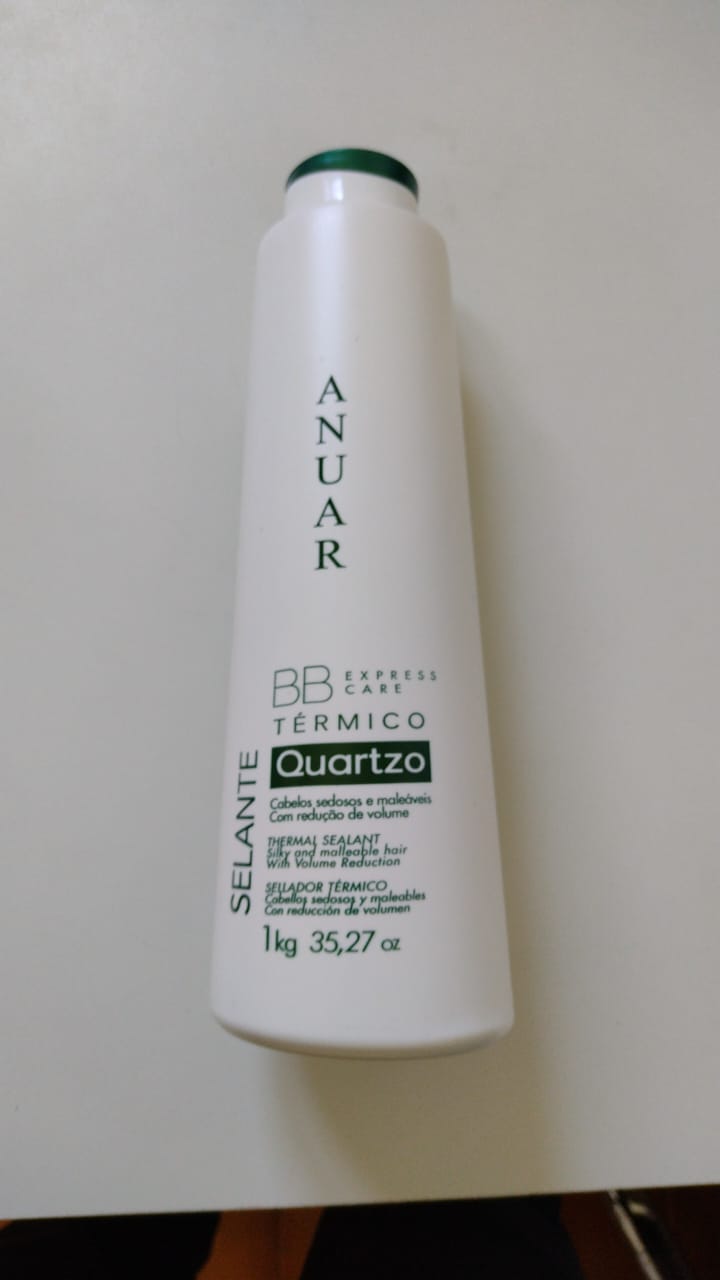 ANUAR
BB EXPRESS
CARE
TÉRMICO
SELANTE
Quartzo
Cabelos sedosos e maleáveis
Com redução de volume
THERMAL SEALANT
Silky and malleable hair
With Volume Reduction
SELLADOR TÉRMICO
Cabellos sedosos y maleables
Con reducción de volumen
1kg 35,27 oz